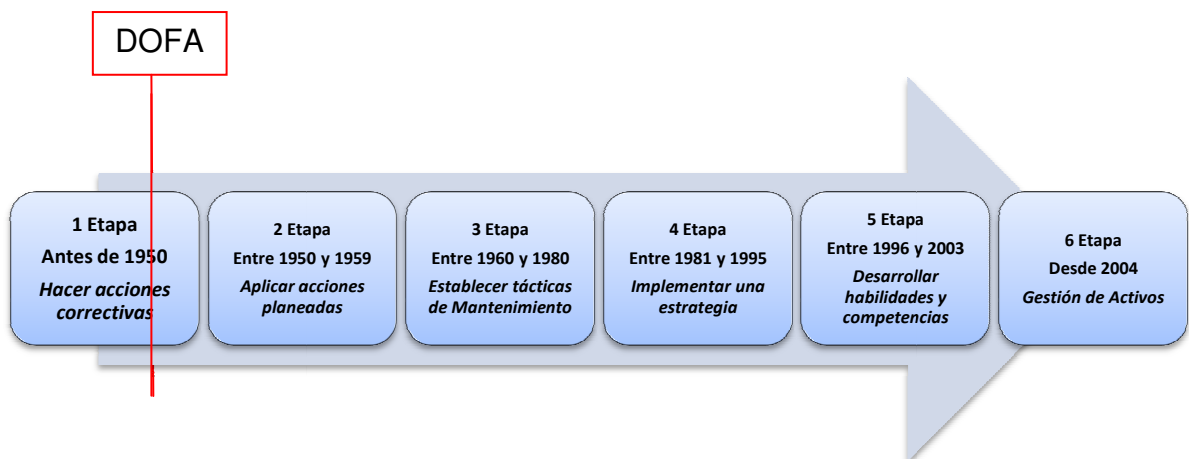 DOFA
1 Etapa
Antes de 1950
Hacer acciones
correctivas
2 Etapa
Entre 1950 y 1959
Aplicar acciones
planeadas
3 Etapa
Entre 1960 y 1980
Establecer tácticas
de Mantenimiento
4 Etapa
Entre 1981 y 1995
Implementar una
estrategia
5 Etapa
Entre 1996 y 2003
Desarrollar
habilidades y
competencias
6 Etapa
Desde 2004
Gestión de Activos